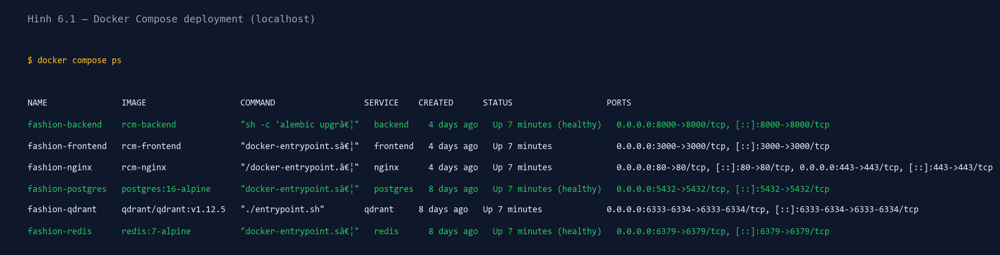 Hình 6.1 — Docker Compose deployment (localhost)
$ docker compose ps
NAME IMAGE COMMAND SERVICE CREATED STATUS PORTS
fashion-backend rcm-backend "sh -c 'alembic upgrâ€¦" backend 4 days ago Up 7 minutes (healthy) 0.0.0.0:8000->8000/tcp, [::]:8000->8000/tcp
fashion-frontend rcm-frontend "docker-entrypoint.sâ€¦" frontend 4 days ago Up 7 minutes 0.0.0.0:3000->3000/tcp, [::]:3000->3000/tcp
fashion-nginx rcm-nginx "/docker-entrypoint.â€¦" nginx 4 days ago Up 7 minutes 0.0.0.0:80->80/tcp, [::]:80->80/tcp, 0.0.0.0:443->443/tcp, [::]:443->443/tcp
fashion-postgres postgres:16-alpine "docker-entrypoint.sâ€¦" postgres 8 days ago Up 7 minutes (healthy) 0.0.0.0:5432->5432/tcp, [::]:5432->5432/tcp
fashion-qdrant qdrant/qdrant:v1.12.5 "./entrypoint.sh" qdrant 8 days ago Up 7 minutes 0.0.0.0:6333-6334->6333-6334/tcp, [::]:6333-6334->6333-6334/tcp
fashion-redis redis:7-alpine "docker-entrypoint.sâ€¦" redis 8 days ago Up 7 minutes (healthy) 0.0.0.0:6379->6379/tcp, [::]:6379->6379/tcp